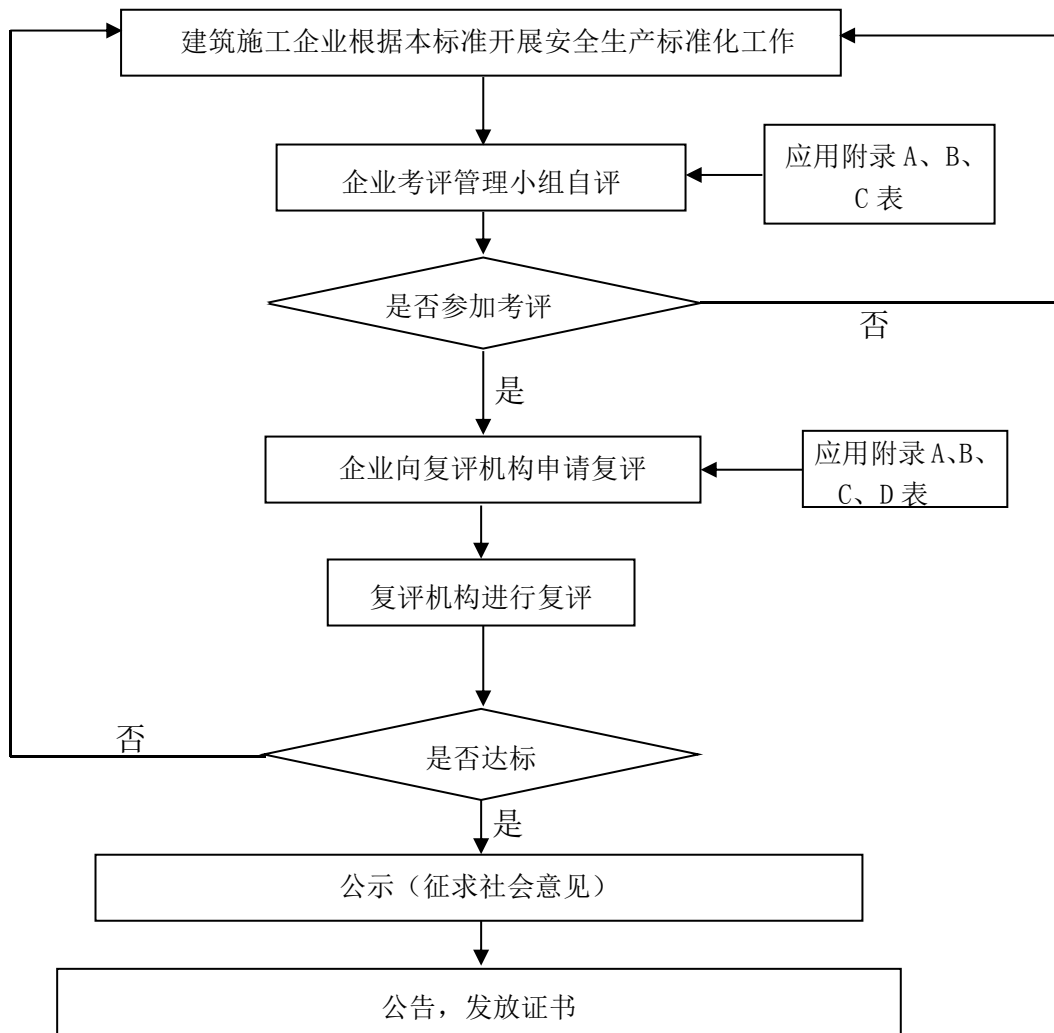 建筑施工企业根据本标准开展安全生产标准化工作
企业考评管理小组自评
应用附录 A、B、
C 表
是否参加考评
否
是
企业向复评机构申请复评
应用附录 A、B、
C、D 表
复评机构进行复评
否
是否达标
是
公示（征求社会意见）
公告，发放证书